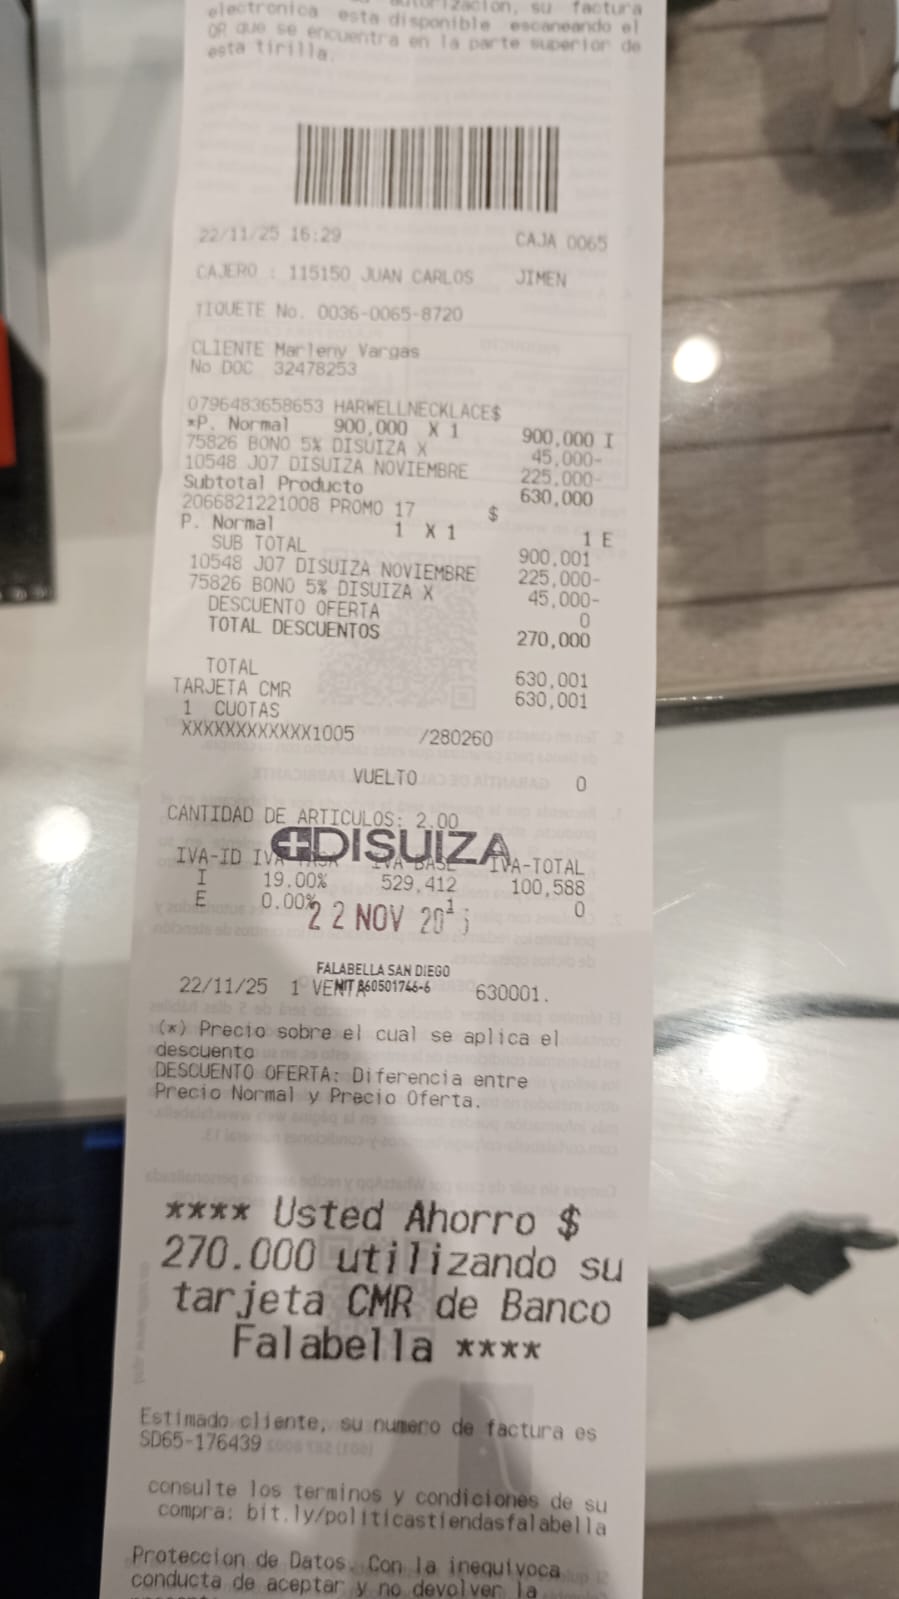 autorización, su factura
electronica esta disponible escaneando el
QR que se encuentra en la parte superior de
esta tirilla.
22/11/25 16:29 CAJA 0065
CAJERO : 115150 JUAN CARLOS JIMEN
TIQUETE No. 0036-0065-8720
CLIENTE Marleny Vargas
No DOC 32478253
0796483658653 HARWELLNECKLACE$
*P. Normal 900,000 X 1 900,000 I
75826 BONO 5% DISUIZA X 45,000-
10548 J07 DISUIZA NOVIEMBRE 225,000-
Subtotal Producto 630,000
2066821221008 PROMO 17 $
P. Normal 1 X 1 1 E
SUB TOTAL 900,001
10548 J07 DISUIZA NOVIEMBRE 225,000-
75826 BONO 5% DISUIZA X 45,000-
DESCUENTO OFERTA 0
TOTAL DESCUENTOS 270,000
TOTAL 630,001
TARJETA CMR 630,001
1 CUOTAS
XXXXXXXXXXXX1005 /280260
VUELTO 0
CANTIDAD DE ARTICULOS: 2.00
DISUIZA
IVA-ID IVA TASA IVA BASE IVA-TOTAL
I 19.00% 529,412 100,588
E 0.00% 0
22 NOV 20
FALABELLA SAN DIEGO
22/11/25 1 VENTA 630001.
NIT 860501746-6
(*) Precio sobre el cual se aplica el
descuento
DESCUENTO OFERTA: Diferencia entre
Precio Normal y Precio Oferta.
**** Usted Ahorro $
270.000 utilizando su
tarjeta CMR de Banco
Falabella ****
Estimado cliente, su numero de factura es
SD65-176439
consulte los terminos y condiciones de su
compra: bit.ly/politicastiendasfalabella
Proteccion de Datos. Con la inequivoca
conducta de aceptar y no devolver la